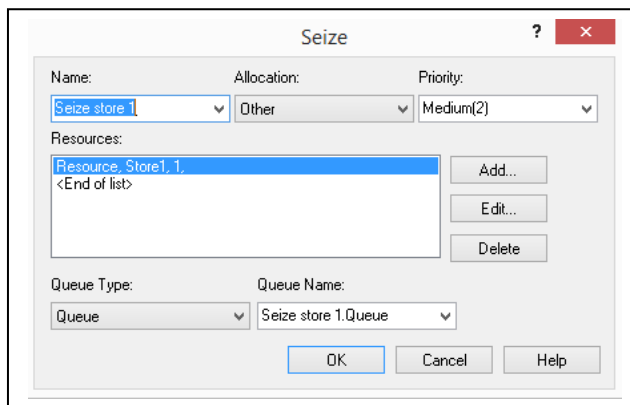 Seize ? ×
Name: Allocation: Priority:
Seize store 1 Other Medium(2)
Resources:
Resource, Store1, 1,
<End of list>
Add...
Edit...
Delete
Queue Type: Queue Name:
Queue Seize store 1.Queue
OK Cancel Help